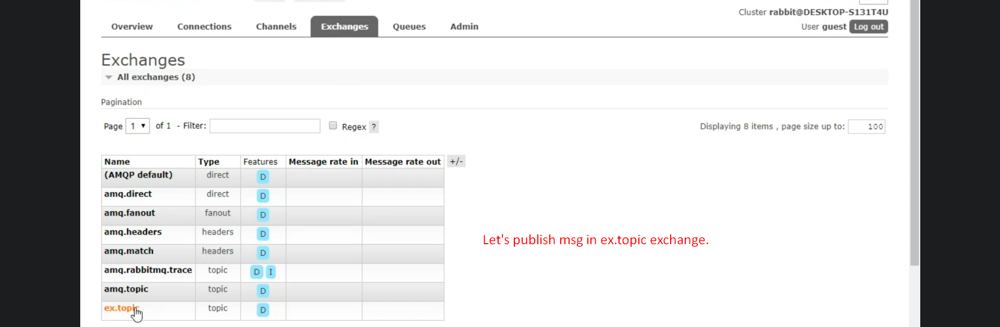 Cluster rabbit@DESKTOP-S131T4U
Overview Connections Channels Exchanges Queues Admin User guest Log out
Exchanges
All exchanges (8)
Pagination
Page 1 of 1 - Filter: Regex ? Displaying 8 items , page size up to: 100
Name Type Features Message rate in Message rate out +/-
(AMQP default) direct D
amq.direct direct D
amq.fanout fanout D
amq.headers headers D
Let's publish msg in ex.topic exchange.
amq.match headers D
amq.rabbitmq.trace topic D I
amq.topic topic D
ex.topic topic D